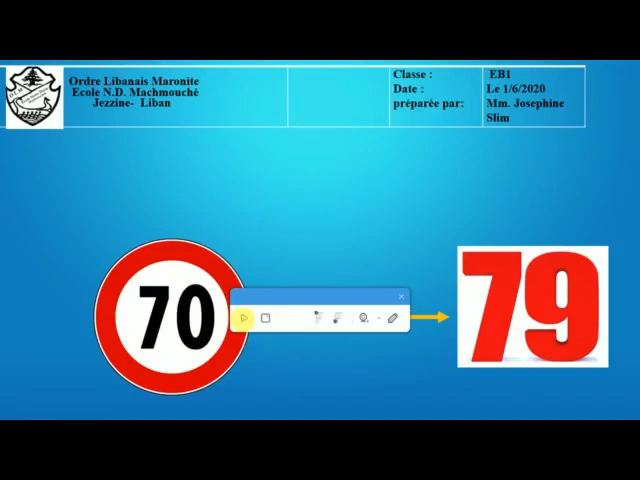 Ordre Libanais Maronite
Ecole N.D. Machmouché
Jezzine- Liban
Classe : EB1
Date : Le 1/6/2020
préparée par: Mm. Josephine
Slim
70
79